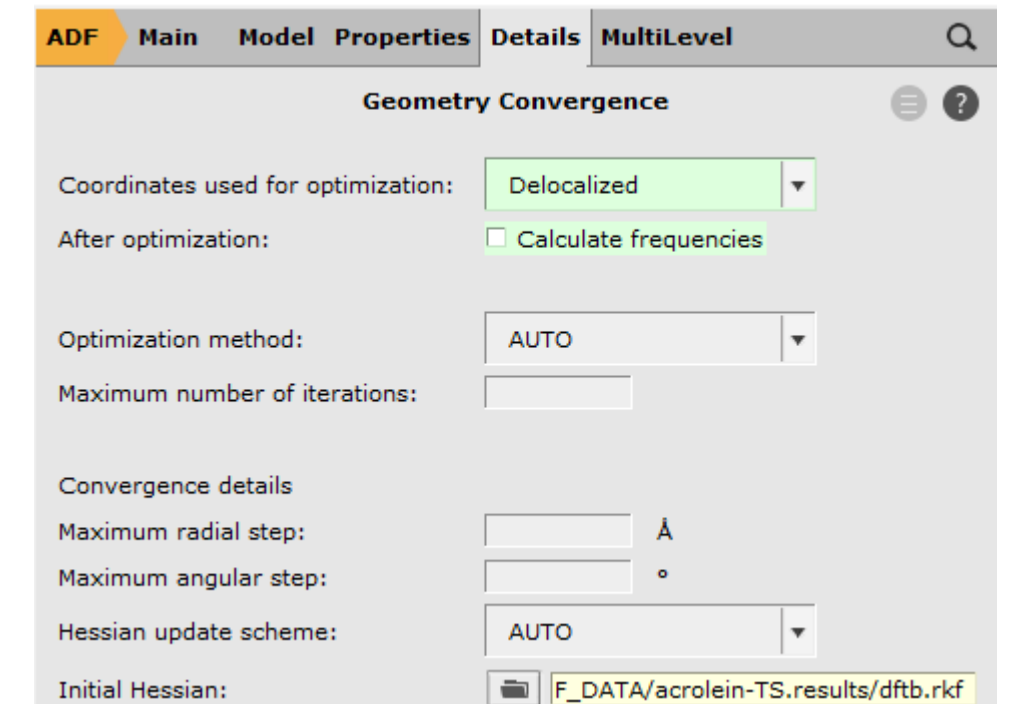 ADF Main Model Properties Details MultiLevel
Geometry Convergence
Coordinates used for optimization: Delocalized
After optimization: Calculate frequencies
Optimization method: AUTO
Maximum number of iterations:
Convergence details
Maximum radial step: Å
Maximum angular step: °
Hessian update scheme: AUTO
Initial Hessian: F_DATA/acrolein-TS.results/dftb.rkf